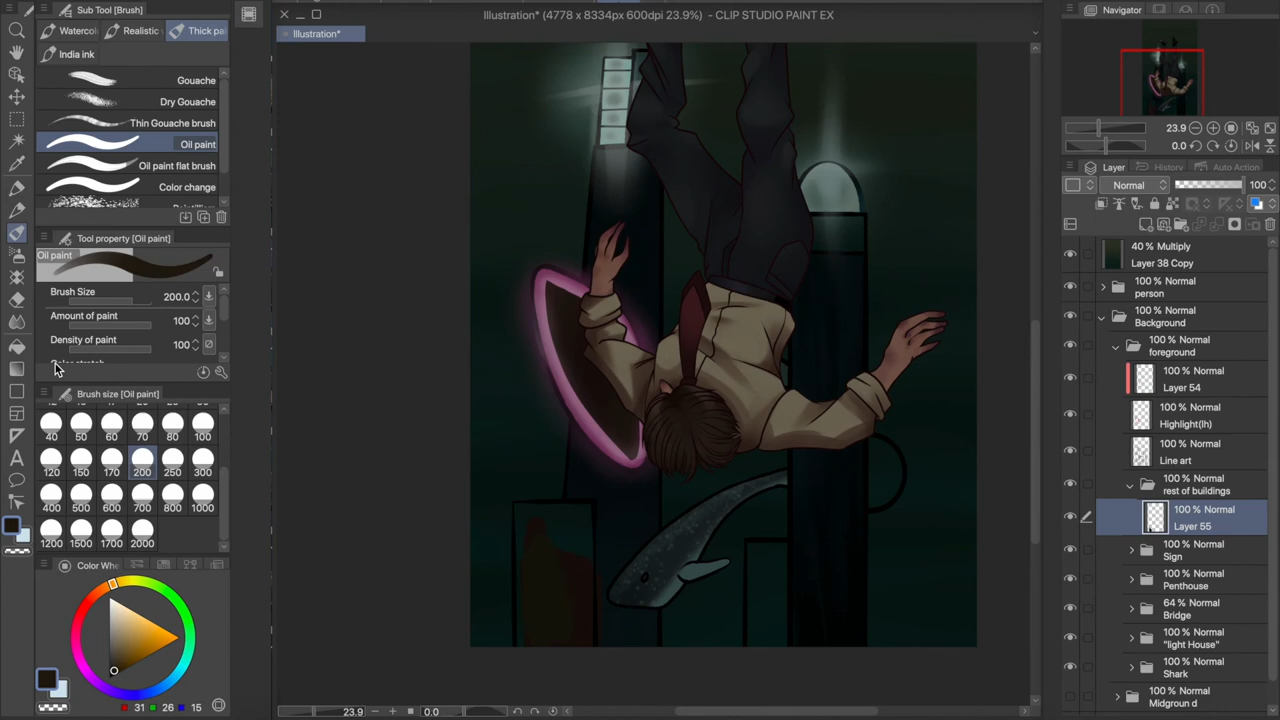 Sub Tool [Brush]
Watercol
Realistic
Thick pa
India ink
Gouache
Dry Gouache
Thin Gouache brush
Oil paint
Oil paint flat brush
Color change
Tool property [Oil paint]
Oil paint
Brush Size
200.0
Amount of paint
100
Density of paint
100
Color stretch
Brush size [Oil paint]
40 50 60 70 80 100
120 150 170 200 250 300
400 500 600 700 800 1000
1200 1500 1700 2000
Color Whe
31 26 15
Illustration* (4778 x 8334px 600dpi 23.9%) - CLIP STUDIO PAINT EX
Illustration*
23.9
0.0
Navigator
23.9
0.0
Layer
History
Auto Action
Normal
100
40 % Multiply
Layer 38 Copy
100 % Normal
person
100 % Normal
Background
100 % Normal
foreground
100 % Normal
Layer 54
100 % Normal
Highlight(lh)
100 % Normal
Line art
100 % Normal
rest of buildings
100 % Normal
Layer 55
100 % Normal
Sign
100 % Normal
Penthouse
64 % Normal
Bridge
100 % Normal
"light House"
100 % Normal
Shark
100 % Normal
Midgroun d